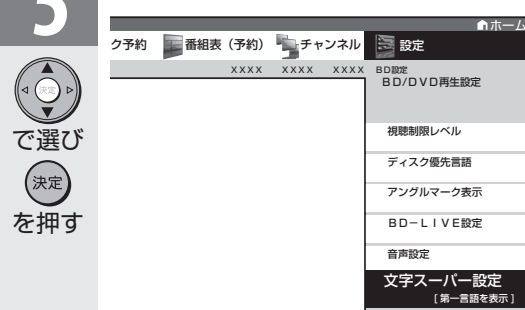 3
決定
で選び
決定
を押す
ホーム
ク予約 番組表（予約） チャンネル 設定
XXXX XXXX XXXX
BD設定
BD/DVD再生設定
視聴制限レベル
ディスク優先言語
アングルマーク表示
BD－LIVE設定
音声設定
文字スーパー設定
[第一言語を表示]